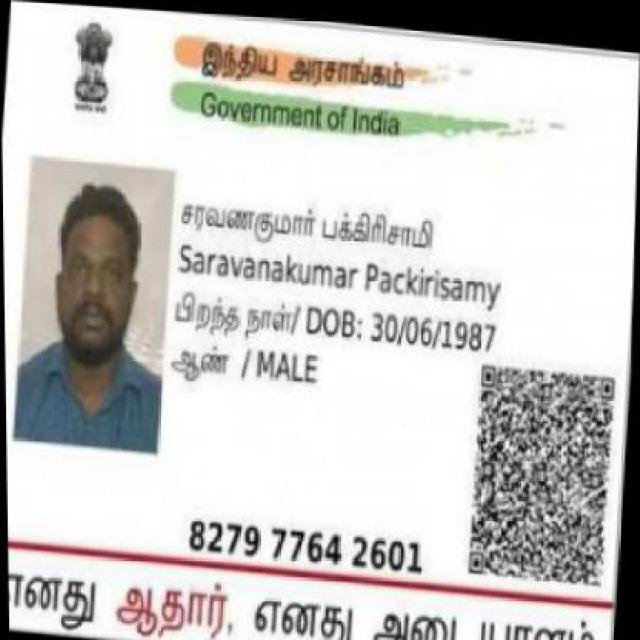 இந்திய அரசாங்கம்
Government of India
சரவணகுமார் பக்கிரிசாமி
Saravanakumar Packirisamy
பிறந்த நாள்/ DOB: 30/06/1987
ஆண் / MALE
8279 7764 2601
எனது ஆதார், எனது அடையாளம்